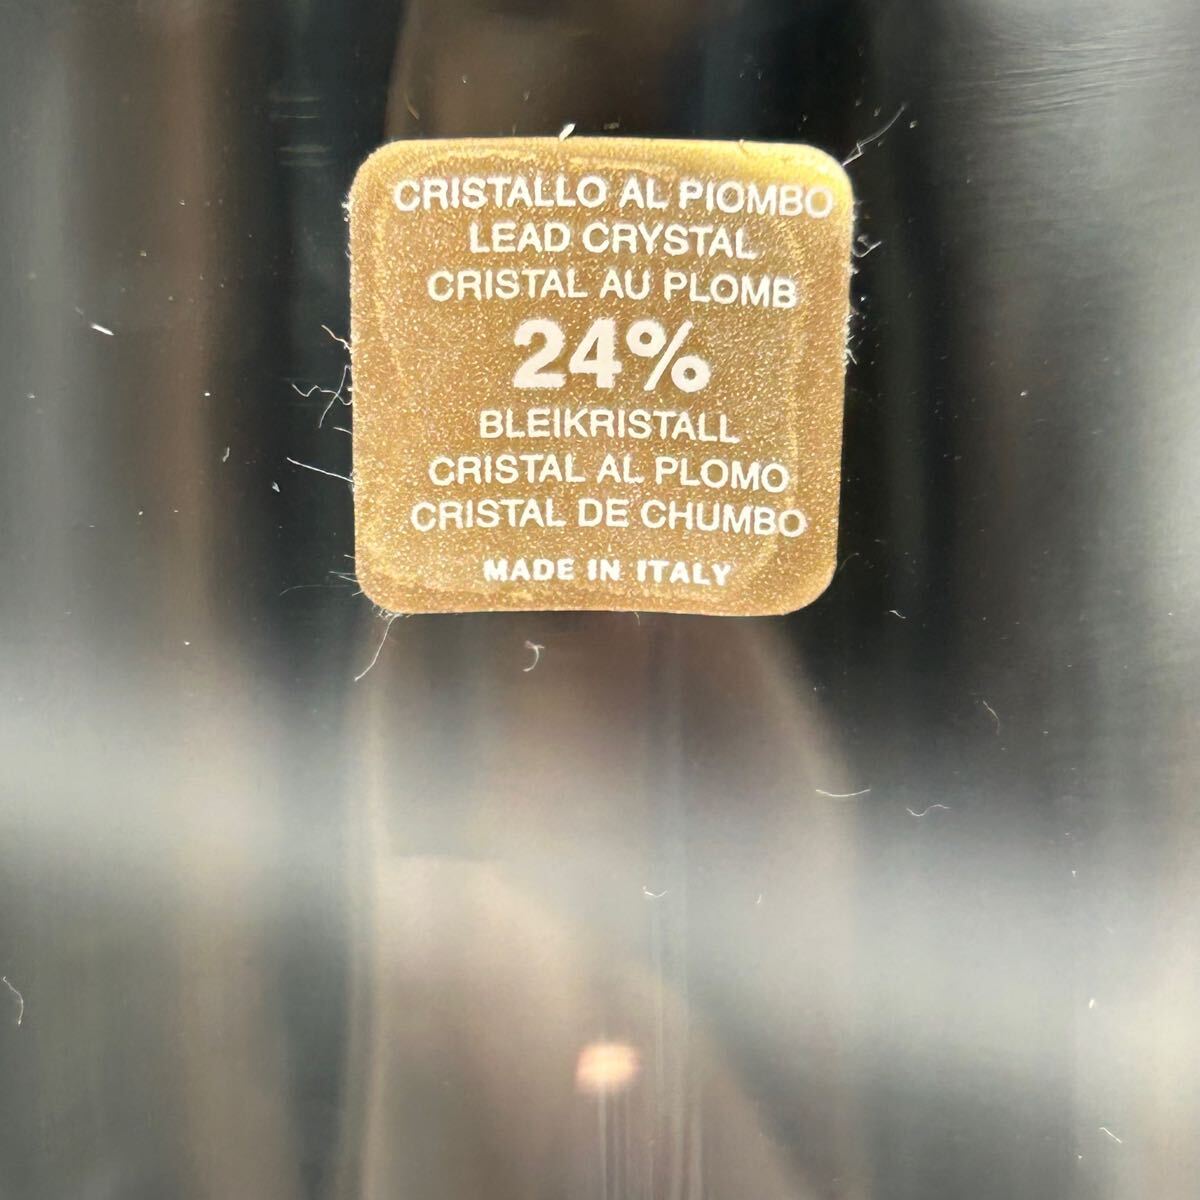 CRISTALLO AL PIOMBO
LEAD CRYSTAL
CRISTAL AU PLOMB
24%
BLEIKRISTALL
CRISTAL AL PLOMO
CRISTAL DE CHUMBO
MADE IN ITALY